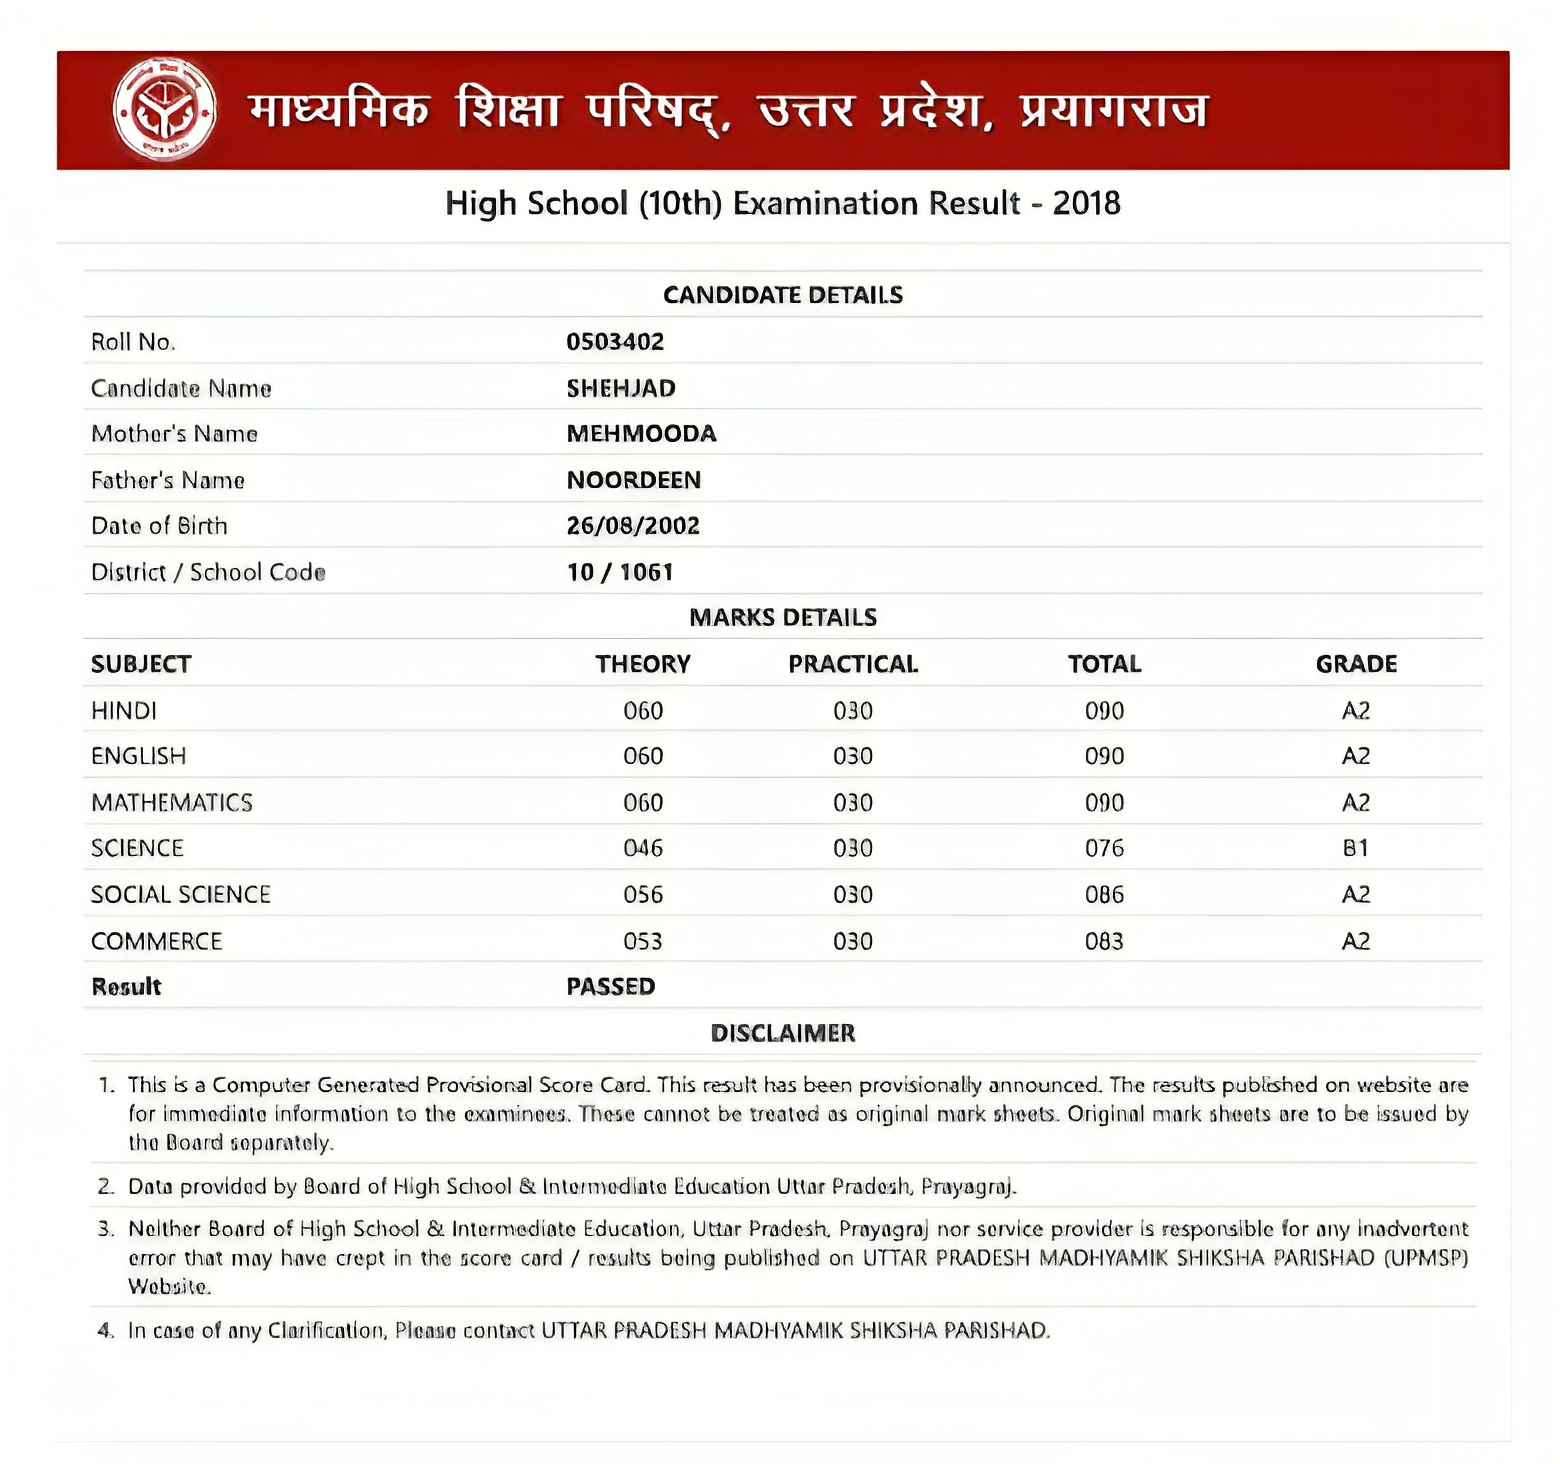 माध्यमिक शिक्षा परिषद्, उत्तर प्रदेश, प्रयागराज
High School (10th) Examination Result - 2018
CANDIDATE DETAILS
Roll No. 0503402
Candidate Name SHEHJAD
Mother's Name MEHMOODA
Father's Name NOORDEEN
Date of Birth 26/08/2002
District / School Code 10 / 1061
MARKS DETAILS
SUBJECT THEORY PRACTICAL TOTAL GRADE
HINDI 060 030 090 A2
ENGLISH 060 030 090 A2
MATHEMATICS 060 030 090 A2
SCIENCE 046 030 076 B1
SOCIAL SCIENCE 056 030 086 A2
COMMERCE 053 030 083 A2
Result PASSED
DISCLAIMER
1. This is a Computer Generated Provisional Score Card. This result has been provisionally announced. The results published on website are
for immediate information to the examinees. These cannot be treated as original mark sheets. Original mark sheets are to be issued by
the Board separately.
2. Data provided by Board of High School & Intermediate Education Uttar Pradesh, Prayagraj.
3. Neither Board of High School & Intermediate Education, Uttar Pradesh, Prayagraj nor service provider is responsible for any inadvertent
error that may have crept in the score card / results being published on UTTAR PRADESH MADHYAMIK SHIKSHA PARISHAD (UPMSP)
Website.
4. In case of any Clarification, Please contact UTTAR PRADESH MADHYAMIK SHIKSHA PARISHAD.